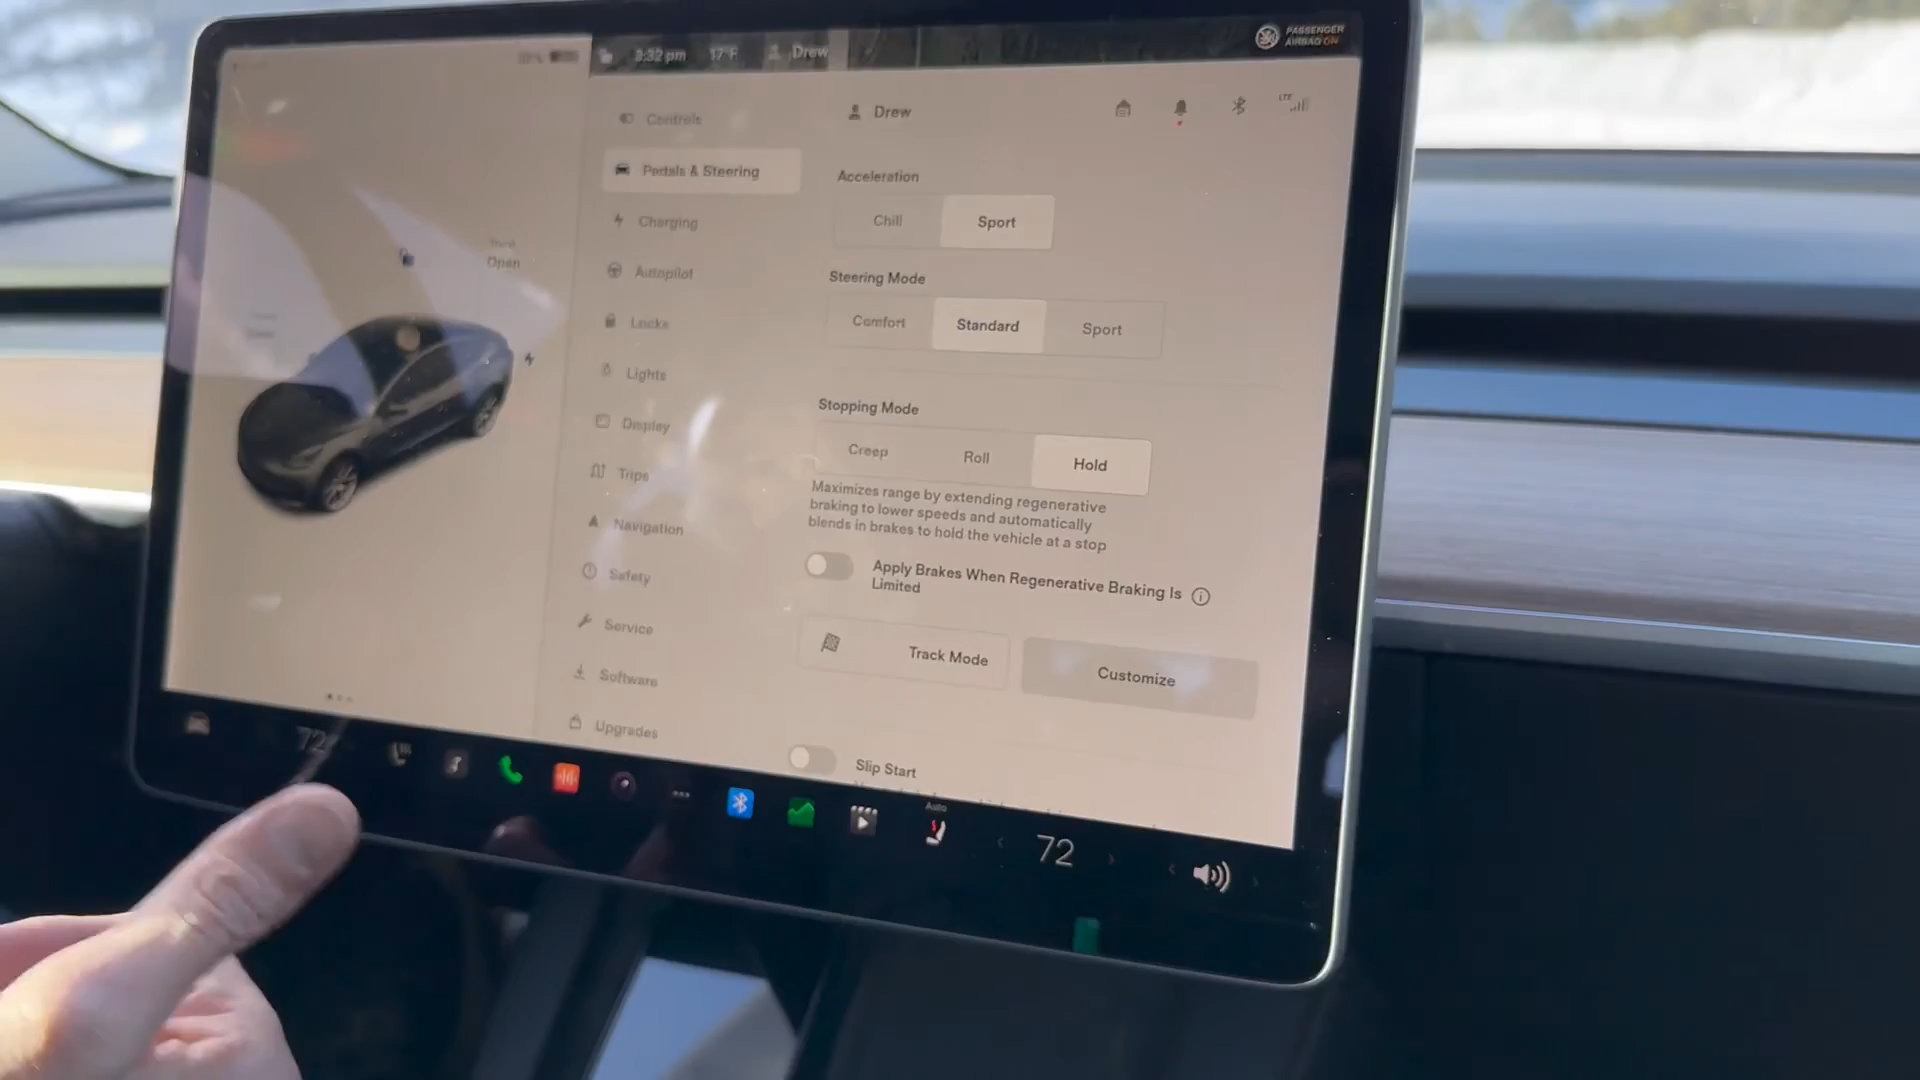 3:32 pm
17°F
Drew
PASSENGER
AIRBAG ON
Open
Controls
Pedals & Steering
Charging
Autopilot
Locks
Lights
Display
Trips
Navigation
Safety
Service
Software
Upgrades
Drew
LTE
Acceleration
Chill
Sport
Steering Mode
Comfort
Standard
Sport
Stopping Mode
Creep
Roll
Hold
Maximizes range by extending regenerative
braking to lower speeds and automatically
blends in brakes to hold the vehicle at a stop
Apply Brakes When Regenerative Braking Is
Limited
Track Mode
Customize
Slip Start
72
Auto
72